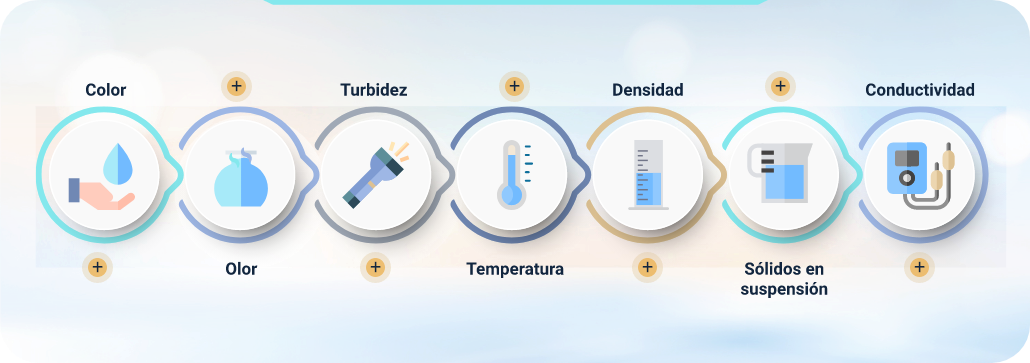 Color
Olor
Turbidez
Temperatura
Densidad
Sólidos en
suspensión
Conductividad